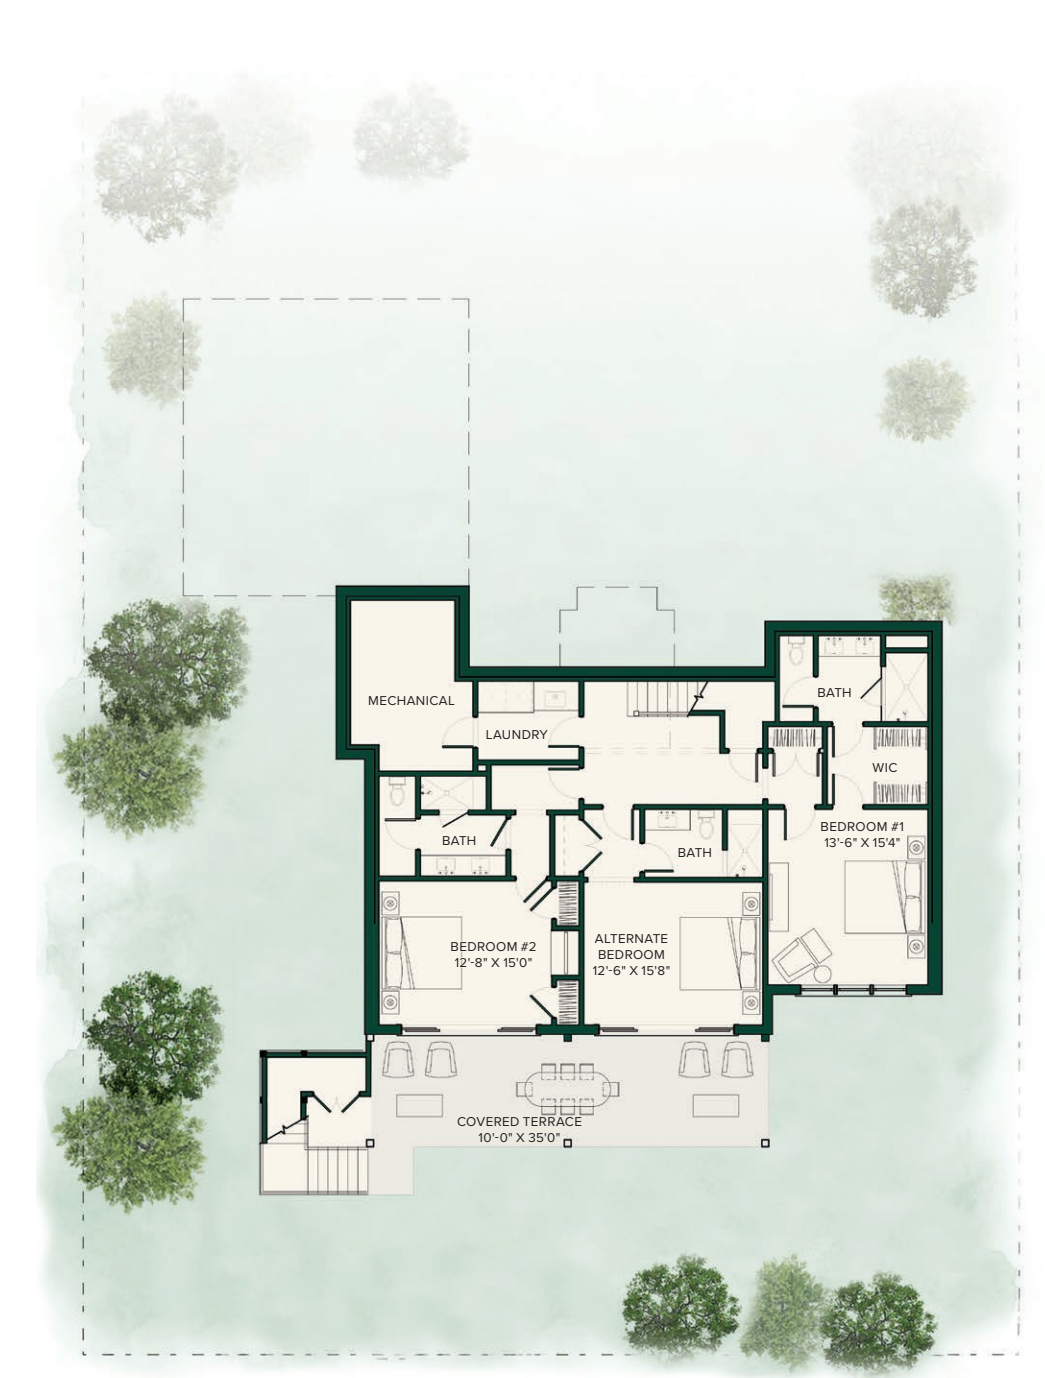 MECHANICAL
LAUNDRY
BATH
WIC
BATH
BATH
BEDROOM #1
13'-6" X 15'4"
BEDROOM #2
12'-8" X 15'0"
ALTERNATE
BEDROOM
12'-6" X 15'8"
COVERED TERRACE
10'-0" X 35'0"